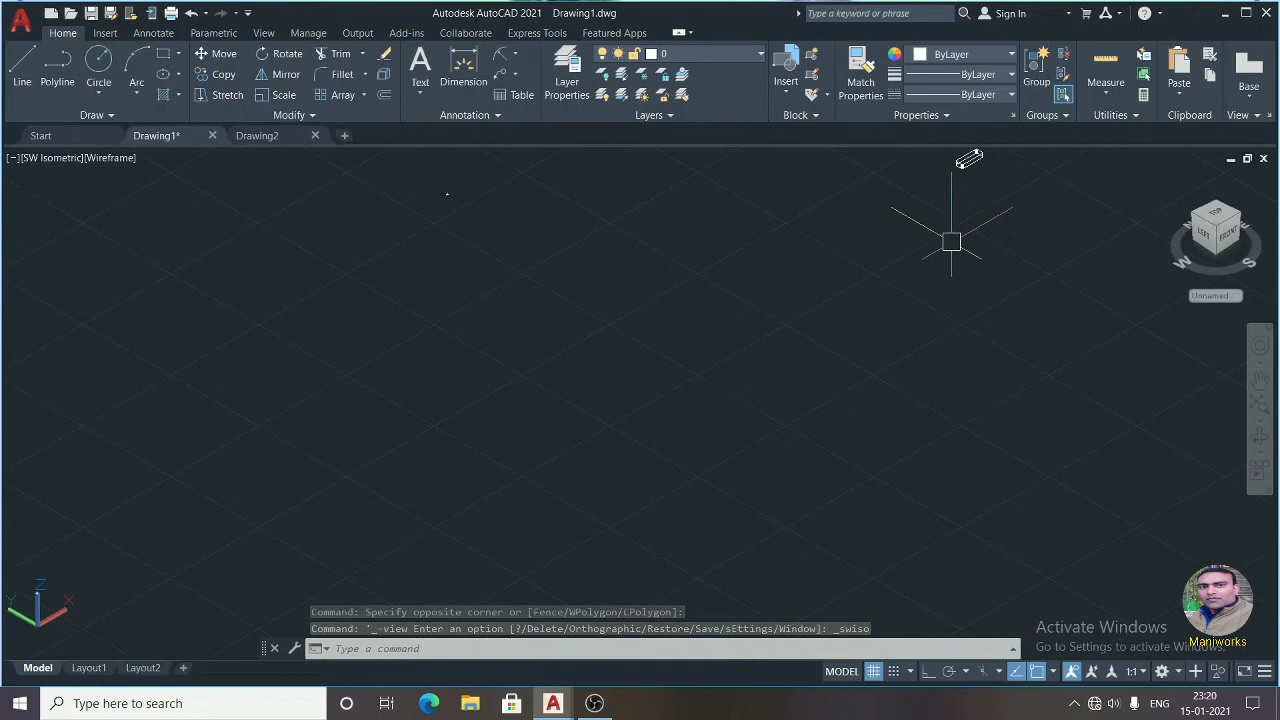 Autodesk AutoCAD 2021 Drawing1.dwg
Type a keyword or phrase
Sign In
Home Insert Annotate Parametric View Manage Output Add-ins Collaborate Express Tools Featured Apps
Line Polyline Circle Arc
Move Rotate Trim
Copy Mirror Fillet
Stretch Scale Array
Text Dimension
Table
Layer Properties
0
Insert
Match Properties
ByLayer
ByLayer
ByLayer
Group
Measure
Paste
Base
Draw Modify Annotation Layers Block Properties Groups Utilities Clipboard View
Start Drawing1* Drawing2
[−][SW Isometric][Wireframe]
TOP
LEFT FRONT
W S
Unnamed
Z
Y X
Command: Specify opposite corner or [Fence/WPolygon/CPolygon]:
Command: '_-view Enter an option [?/Delete/Orthographic/Restore/Save/sEttings/Window]: _swiso
Type a command
Activate Windows
Go to Settings to activate Windows.
Maniworks
Model Layout1 Layout2
MODEL
1:1
Type here to search
ENG
23:20
15-01-2021